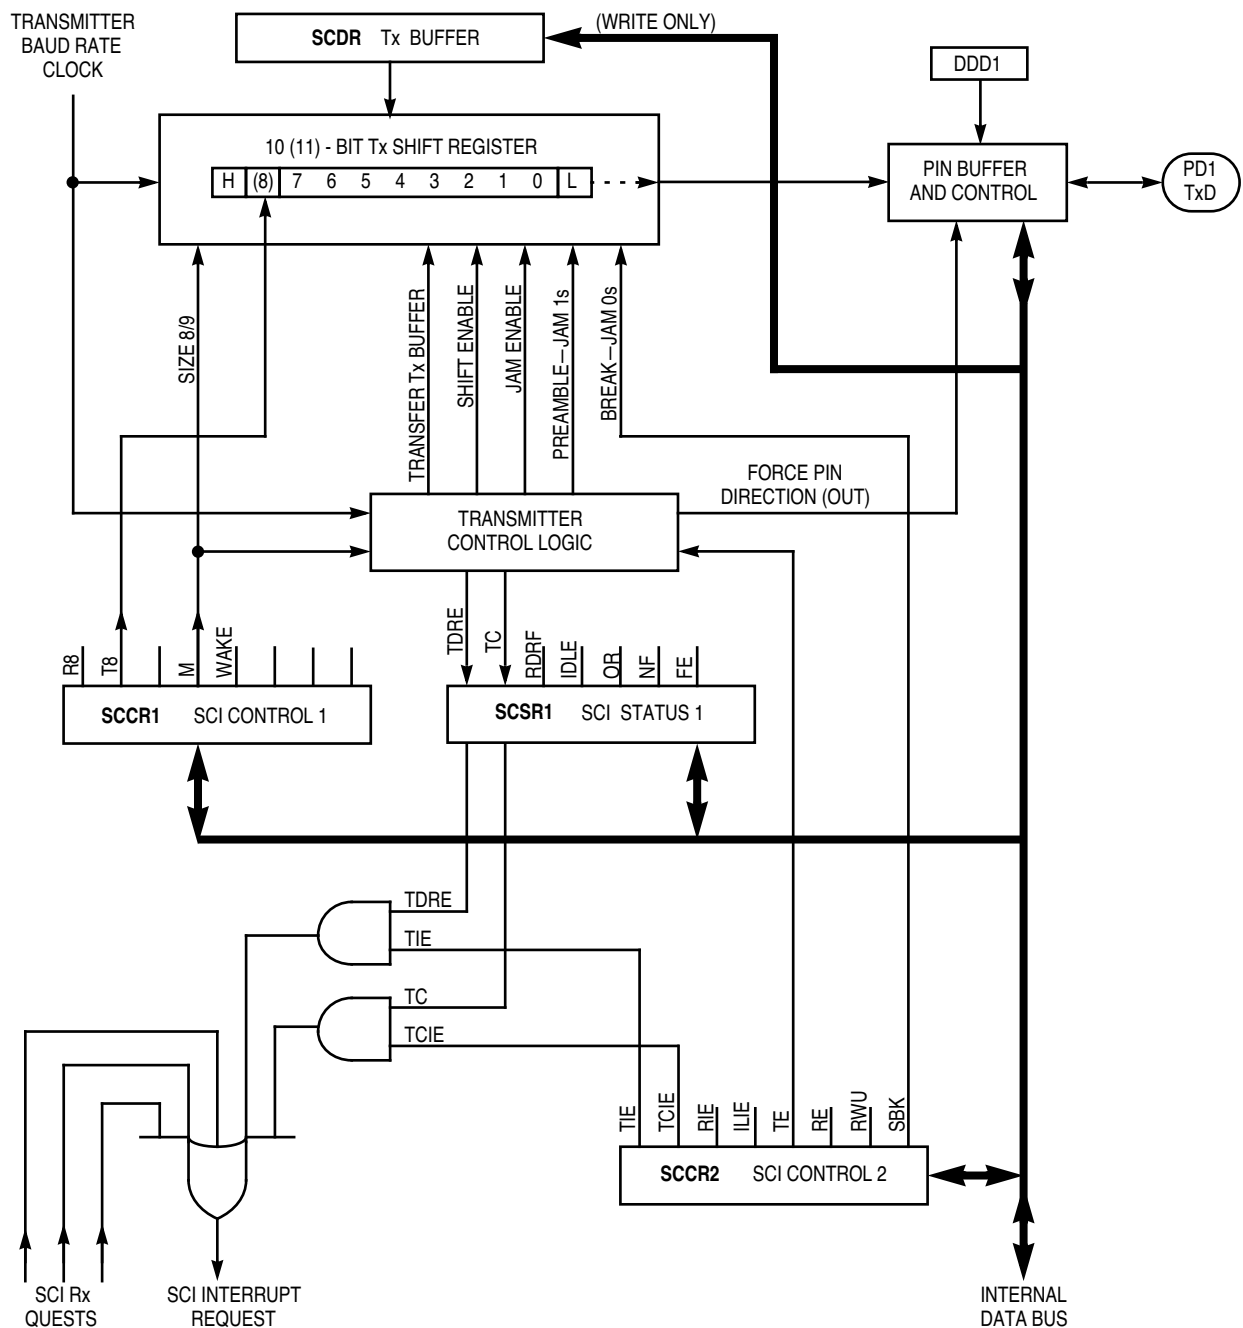 TRANSMITTER
BAUD RATE
CLOCK
SCDR Tx BUFFER
(WRITE ONLY)
DDD1
10 (11) - BIT Tx SHIFT REGISTER
H (8) 7 6 5 4 3 2 1 0 L
PIN BUFFER
AND CONTROL
PD1
TxD
SIZE 8/9
TRANSFER Tx BUFFER
SHIFT ENABLE
JAM ENABLE
PREAMBLE—JAM 1s
BREAK—JAM 0s
FORCE PIN
DIRECTION (OUT)
TRANSMITTER
CONTROL LOGIC
R8
T8
M
WAKE
TDRE
TC
RDRF
IDLE
OR
NF
FE
SCCR1 SCI CONTROL 1
SCSR1 SCI STATUS 1
TDRE
TIE
TC
TCIE
TIE
TCIE
RIE
ILIE
TE
RE
RWU
SBK
SCCR2 SCI CONTROL 2
SCI Rx
QUESTS
SCI INTERRUPT
REQUEST
INTERNAL
DATA BUS